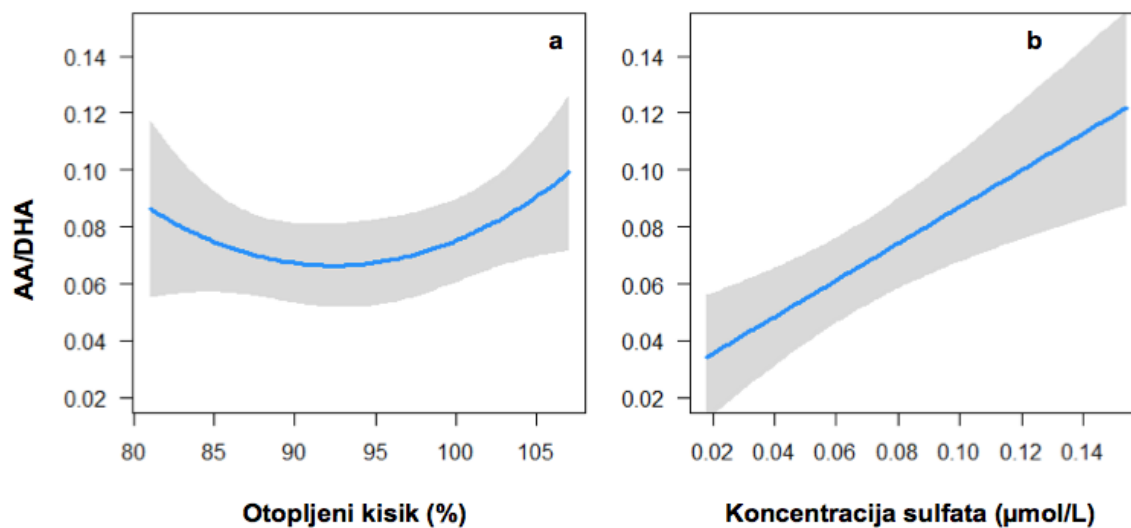 a
b
AA/DHA
0.14
0.12
0.10
0.08
0.06
0.04
0.02
80 85 90 95 100 105
Otopljeni kisik (%)
0.14
0.12
0.10
0.08
0.06
0.04
0.02
0.02 0.04 0.06 0.08 0.10 0.12 0.14
Koncentracija sulfata (µmol/L)